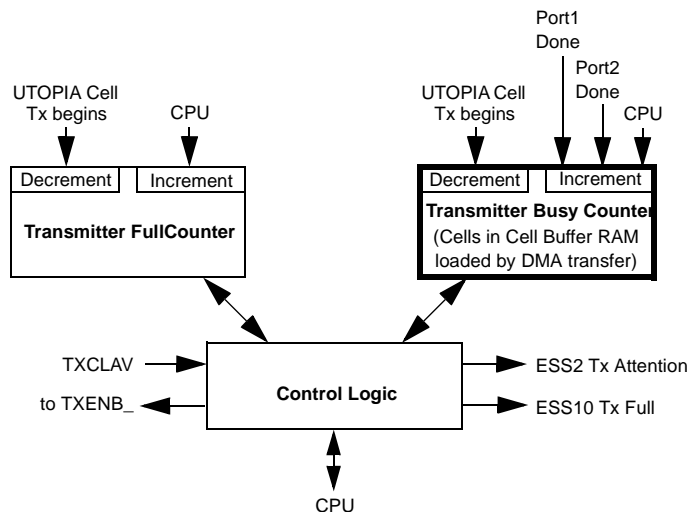 Port1
Done
Port2
Done
UTOPIA Cell
Tx begins
CPU
UTOPIA Cell
Tx begins
CPU
Decrement
Increment
Transmitter FullCounter
Decrement
Increment
Transmitter Busy Counter
(Cells in Cell Buffer RAM
loaded by DMA transfer)
TXCLAV
to TXENB_
Control Logic
ESS2 Tx Attention
ESS10 Tx Full
CPU